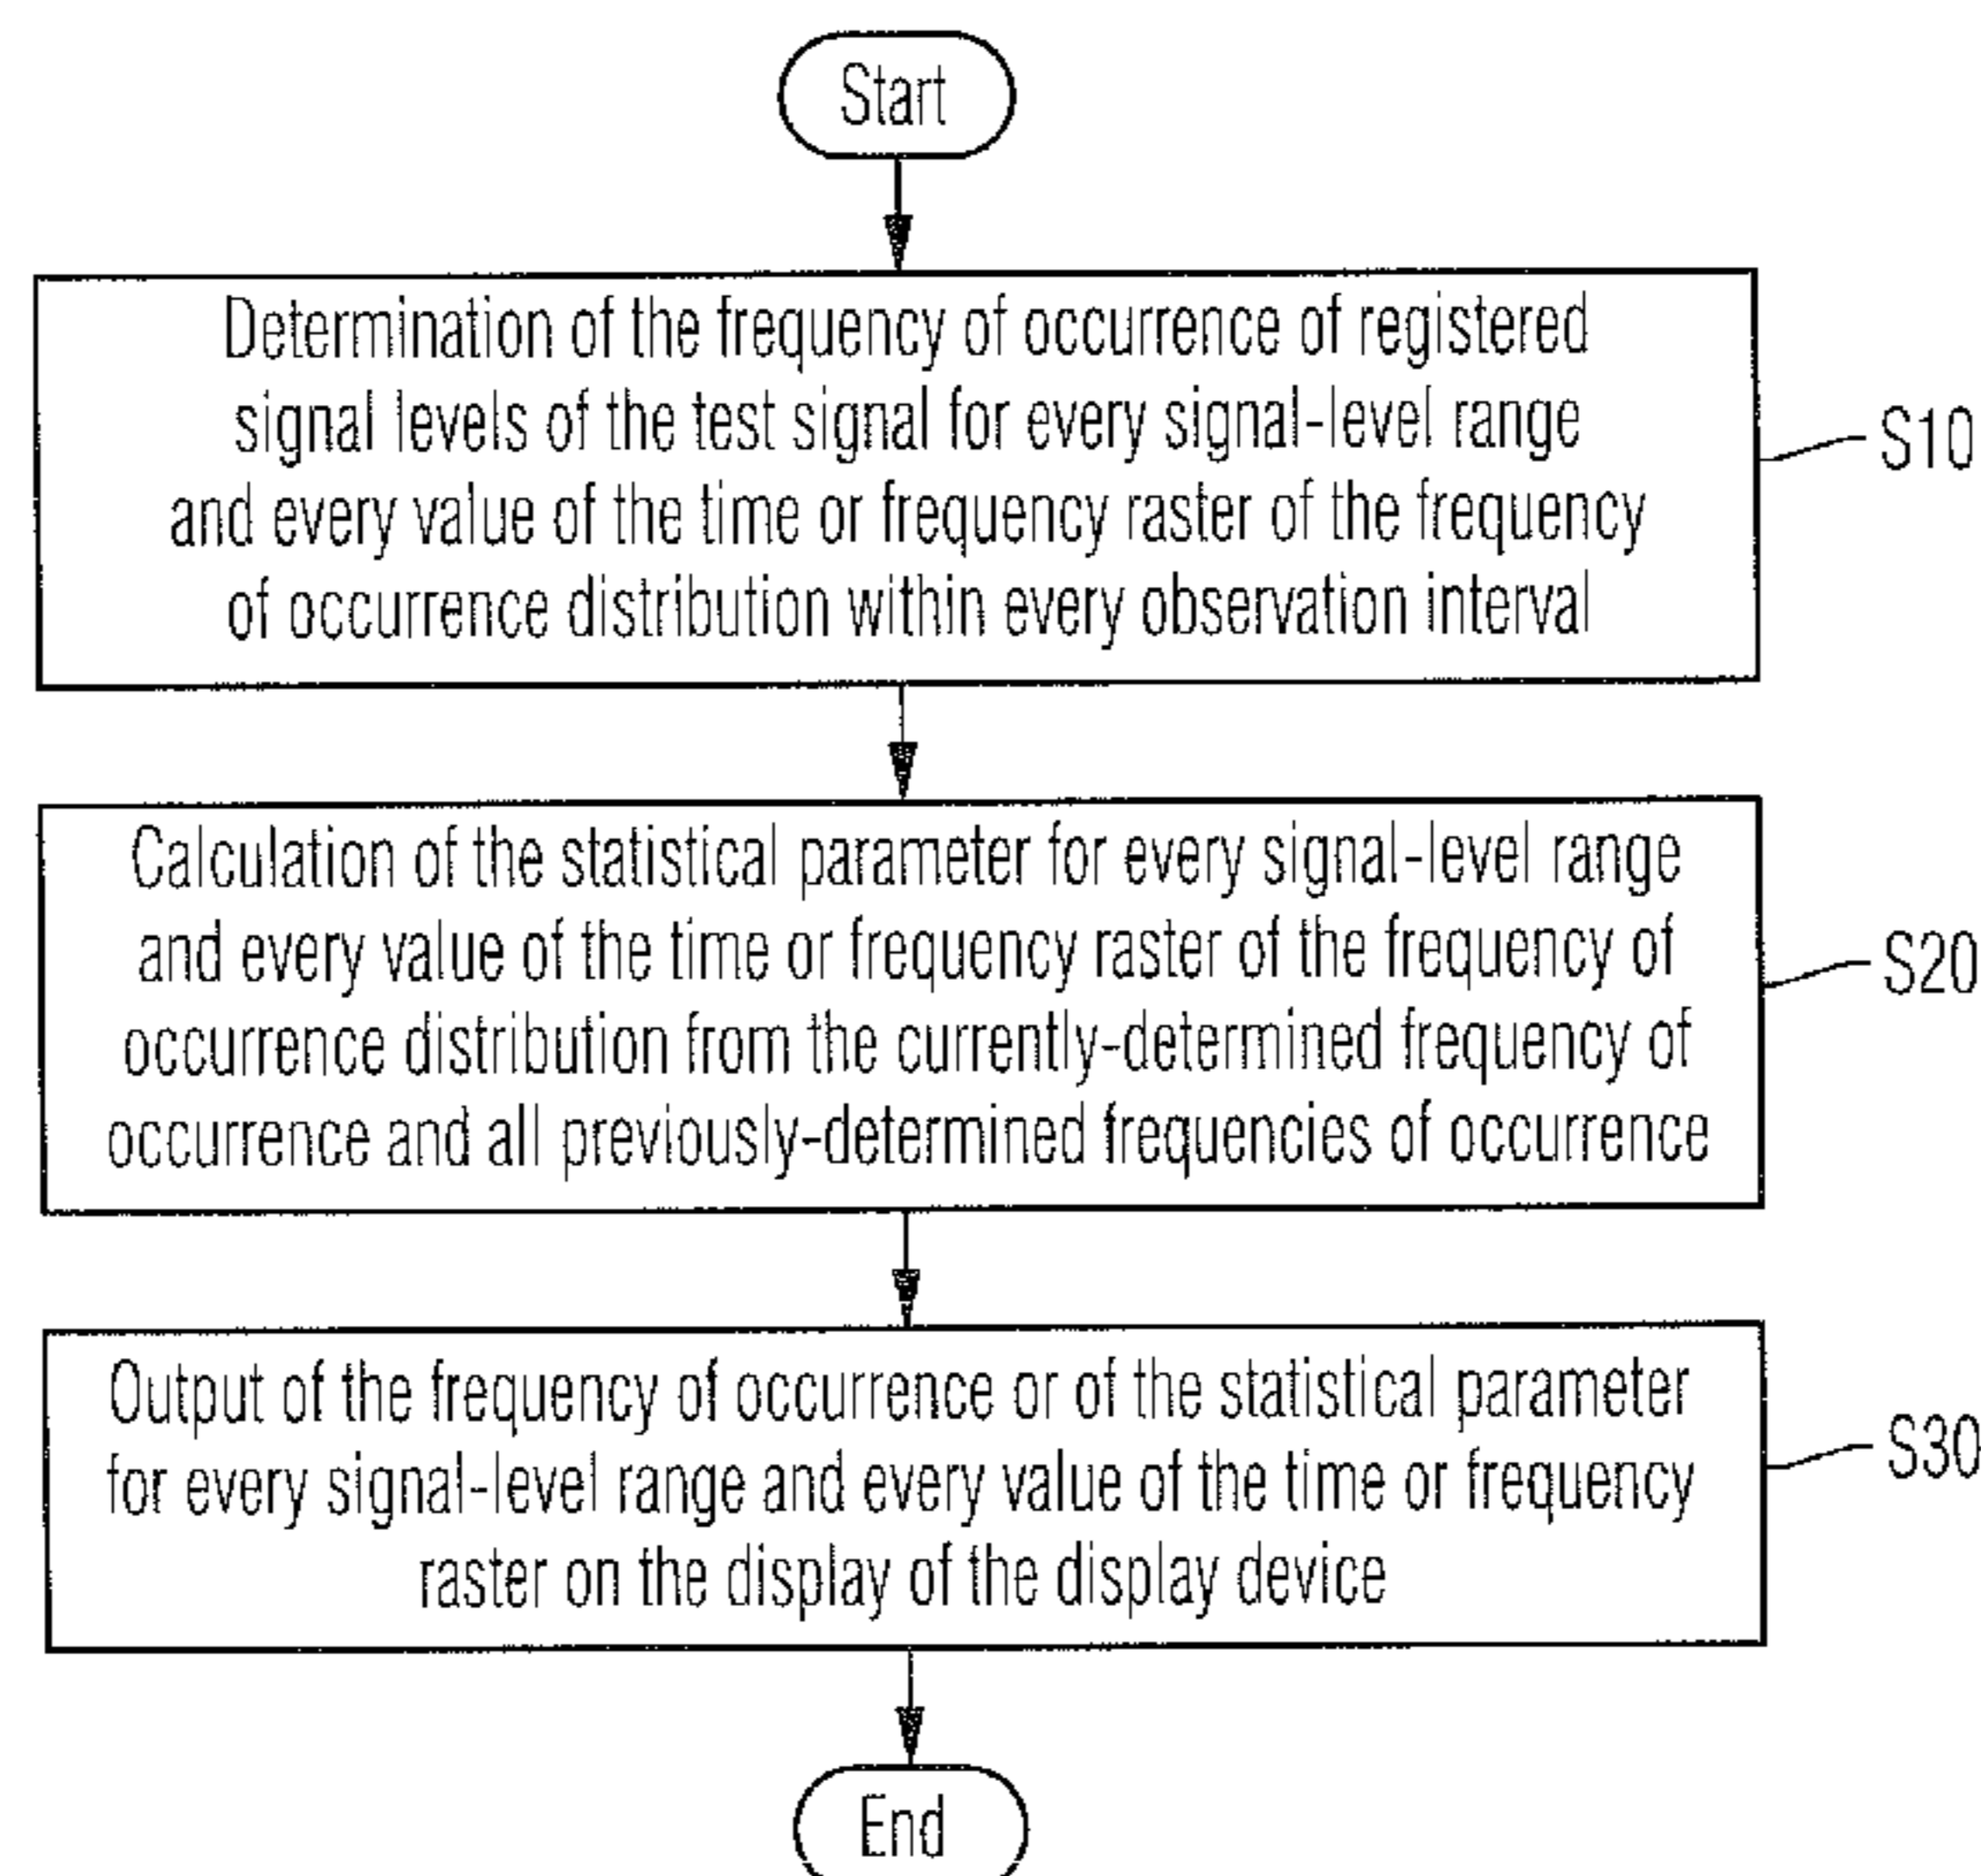 Start
Determination of the frequency of occurrence of registered
signal levels of the test signal for every signal-level range
and every value of the time or frequency raster of the frequency
of occurrence distribution within every observation interval
S10
Calculation of the statistical parameter for every signal-level range
and every value of the time or frequency raster of the frequency of
occurrence distribution from the currently-determined frequency of
occurrence and all previously-determined frequencies of occurrence
S20
Output of the frequency of occurrence or of the statistical parameter
for every signal-level range and every value of the time or frequency
raster on the display of the display device
S30
End